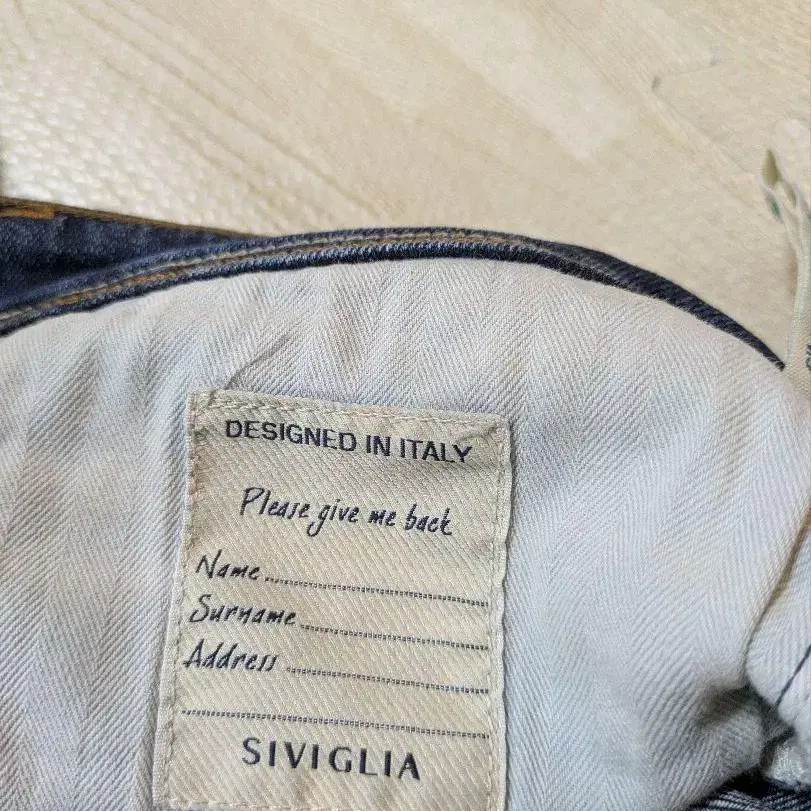 DESIGNED IN ITALY
Please give me back
Name
Surname
Address
SIVIGLIA